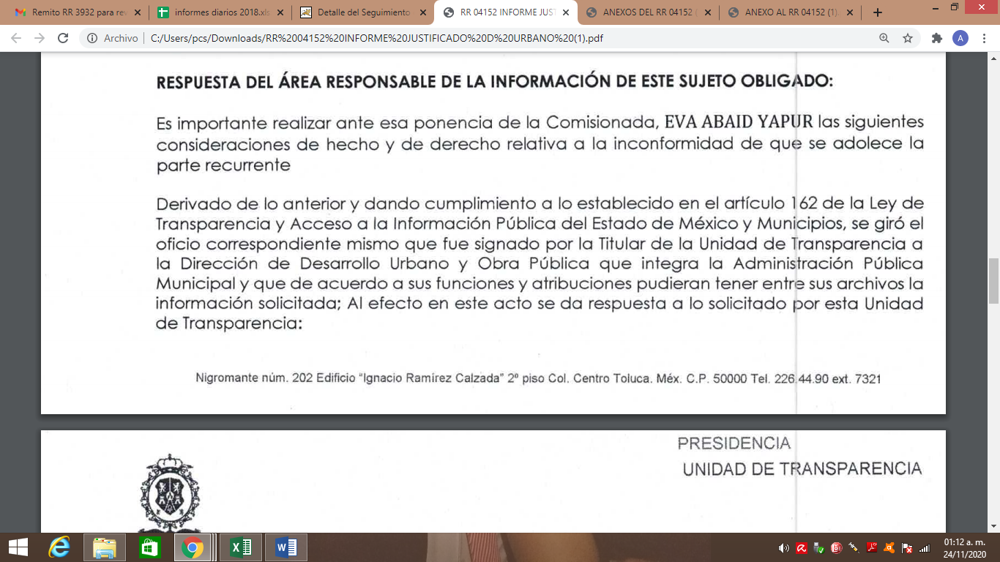 Remito RR 3932 para rev
informes diarios 2018.xls
Detalle del Seguimiento
RR 04152 INFORME JUST
ANEXOS DEL RR 04152 (
ANEXO AL RR 04152 (1).
Archivo
C:/Users/pcs/Downloads/RR%2004152%20INFORME%20JUSTIFICADO%20D%20URBANO%20(1).pdf
A
RESPUESTA DEL ÁREA RESPONSABLE DE LA INFORMACIÓN DE ESTE SUJETO OBLIGADO:
Es importante realizar ante esa ponencia de la Comisionada, EVA ABAID YAPUR las siguientes
consideraciones de hecho y de derecho relativa a la inconformidad de que se adolece la
parte recurrente
Derivado de lo anterior y dando cumplimiento a lo establecido en el artículo 162 de la Ley de
Transparencia y Acceso a la Información Pública del Estado de México y Municipios, se giró el
oficio correspondiente mismo que fue signado por la Titular de la Unidad de Transparencia a
la Dirección de Desarrollo Urbano y Obra Pública que integra la Administración Pública
Municipal y que de acuerdo a sus funciones y atribuciones pudieran tener entre sus archivos la
información solicitada; Al efecto en este acto se da respuesta a lo solicitado por esta Unidad
de Transparencia:
Nigromante núm. 202 Edificio “Ignacio Ramírez Calzada” 2º piso Col. Centro Toluca. Méx. C.P. 50000 Tel. 226.44.90 ext. 7321
PRESIDENCIA
UNIDAD DE TRANSPARENCIA
01:12 a. m.
24/11/2020